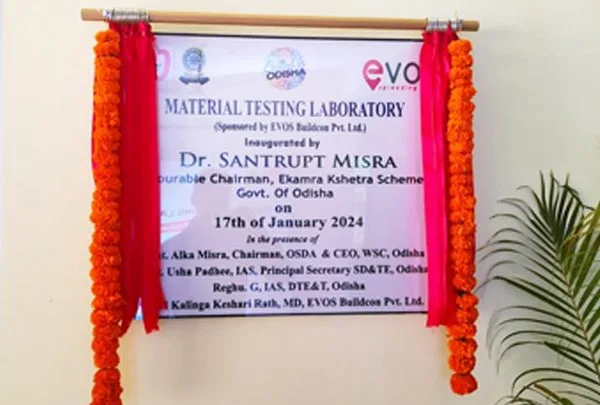 ODISHA
evo
uploading
MATERIAL TESTING LABORATORY
(Sponsored by EVOS Buildcon Pvt. Ltd.)
Inaugurated by
DR. SANTRUPT MISRA
ourable Chairman, Ekamra Kshetra Scheme
Govt. Of Odisha
on
17th of January 2024
In the presence of
t. Alka Misra, Chairman, OSDA & CEO, WSC, Odisha
. Usha Padhee, IAS, Principal Secretary SD&TE, Odisha
Reghu. G, IAS, DTE&T, Odisha
Kalinga Keshari Rath, MD, EVOS Buildcon Pvt. Ltd.